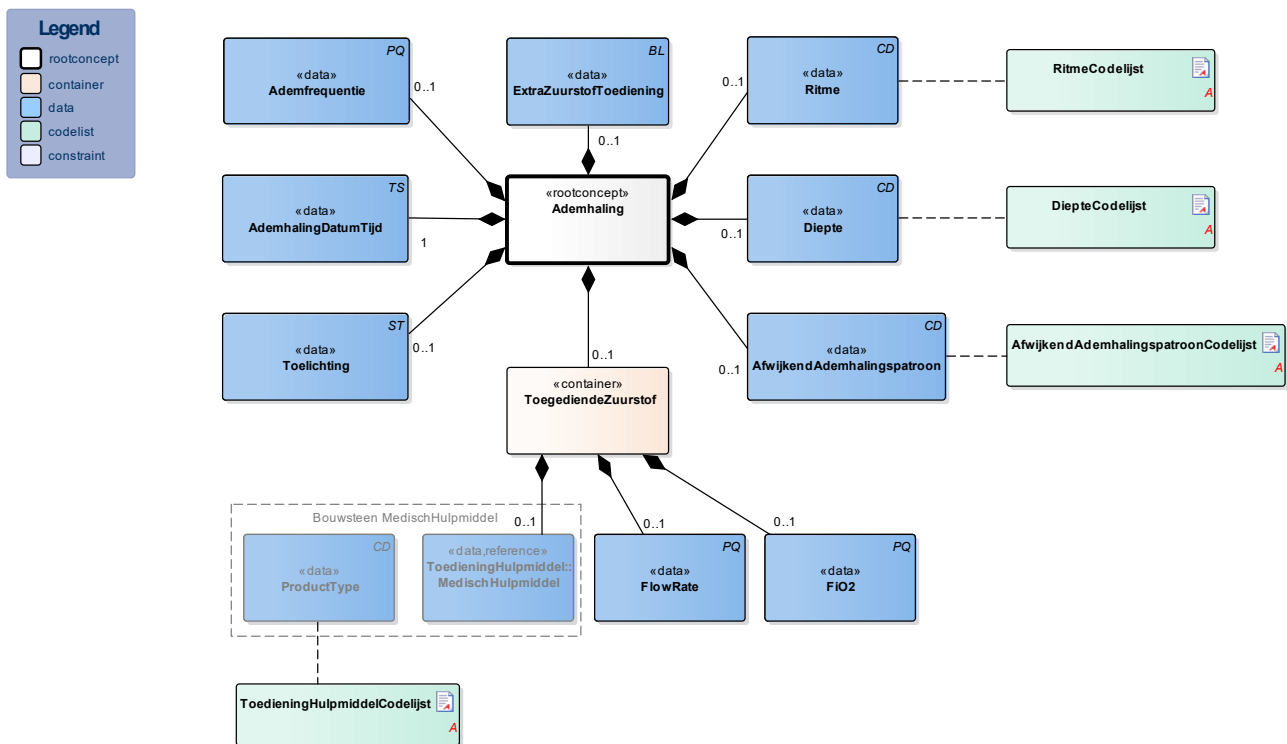 Legend
rootconcept
container
data
codelist
constraint
PQ
«data»
Ademfrequentie
0..1
BL
«data»
ExtraZuurstofToediening
0..1
CD
«data»
Ritme
0..1
RitmeCodelijst
A
TS
«data»
AdemhalingDatumTijd
1
«rootconcept»
Ademhaling
CD
«data»
Diepte
0..1
DiepteCodelijst
A
ST
«data»
Toelichting
0..1
0..1
CD
«data»
AfwijkendAdemhalingspatroon
0..1
AfwijkendAdemhalingspatroonCodelijst
A
«container»
ToegediendeZuurstof
Bouwsteen MedischHulpmiddel
0..1
0..1
0..1
CD
«data»
ProductType
«data,reference»
ToedieningHulpmiddel::
MedischHulpmiddel
PQ
«data»
FlowRate
PQ
«data»
FiO2
ToedieningHulpmiddelCodelijst
A